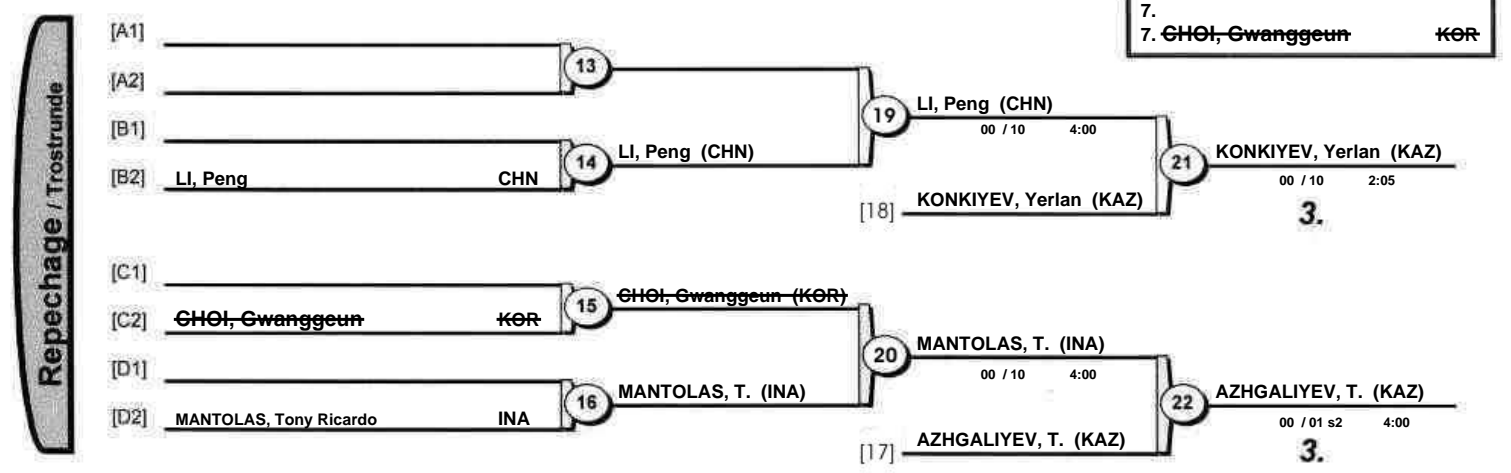 7.
7. CHOI, Gwanggeun KOR
Repechage / Trostrunde
[A1]
[A2]
13
[B1]
[B2] LI, Peng CHN
14
LI, Peng (CHN)
19
LI, Peng (CHN)
00 / 10 4:00
[18] KONKIYEV, Yerlan (KAZ)
21
KONKIYEV, Yerlan (KAZ)
00 / 10 2:05
3.
[C1]
[C2] CHOI, Gwanggeun KOR
15
CHOI, Gwanggeun (KOR)
[D1]
[D2] MANTOLAS, Tony Ricardo INA
16
MANTOLAS, T. (INA)
20
MANTOLAS, T. (INA)
00 / 10 4:00
[17] AZHGALIYEV, T. (KAZ)
22
AZHGALIYEV, T. (KAZ)
00 / 01 s2 4:00
3.